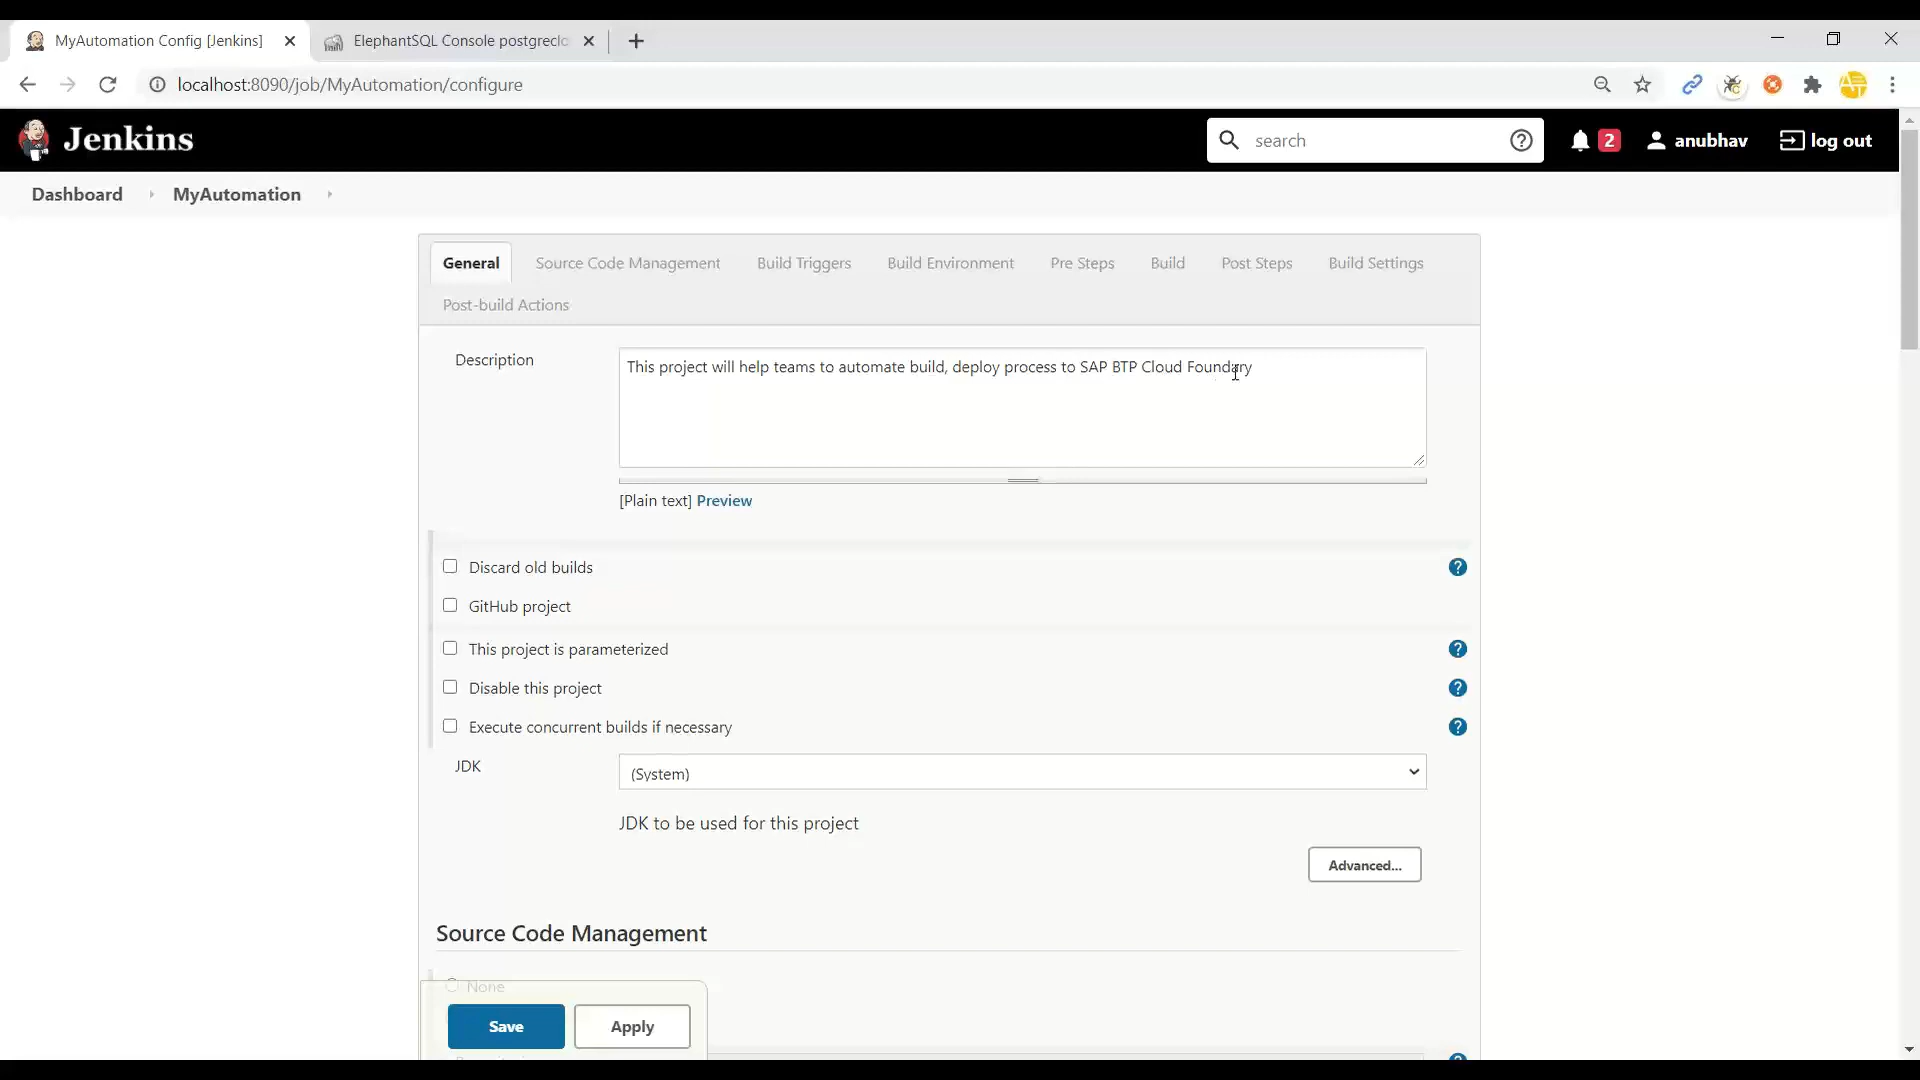 MyAutomation Config [Jenkins]
ElephantSQL Console postgreclo
localhost:8090/job/MyAutomation/configure
Jenkins
search
2
anubhav
log out
Dashboard
MyAutomation
General
Source Code Management
Build Triggers
Build Environment
Pre Steps
Build
Post Steps
Build Settings
Post-build Actions
Description
This project will help teams to automate build, deploy process to SAP BTP Cloud Foundary
[Plain text] Preview
Discard old builds
GitHub project
This project is parameterized
Disable this project
Execute concurrent builds if necessary
JDK
(System)
JDK to be used for this project
Advanced...
Source Code Management
None
Save
Apply